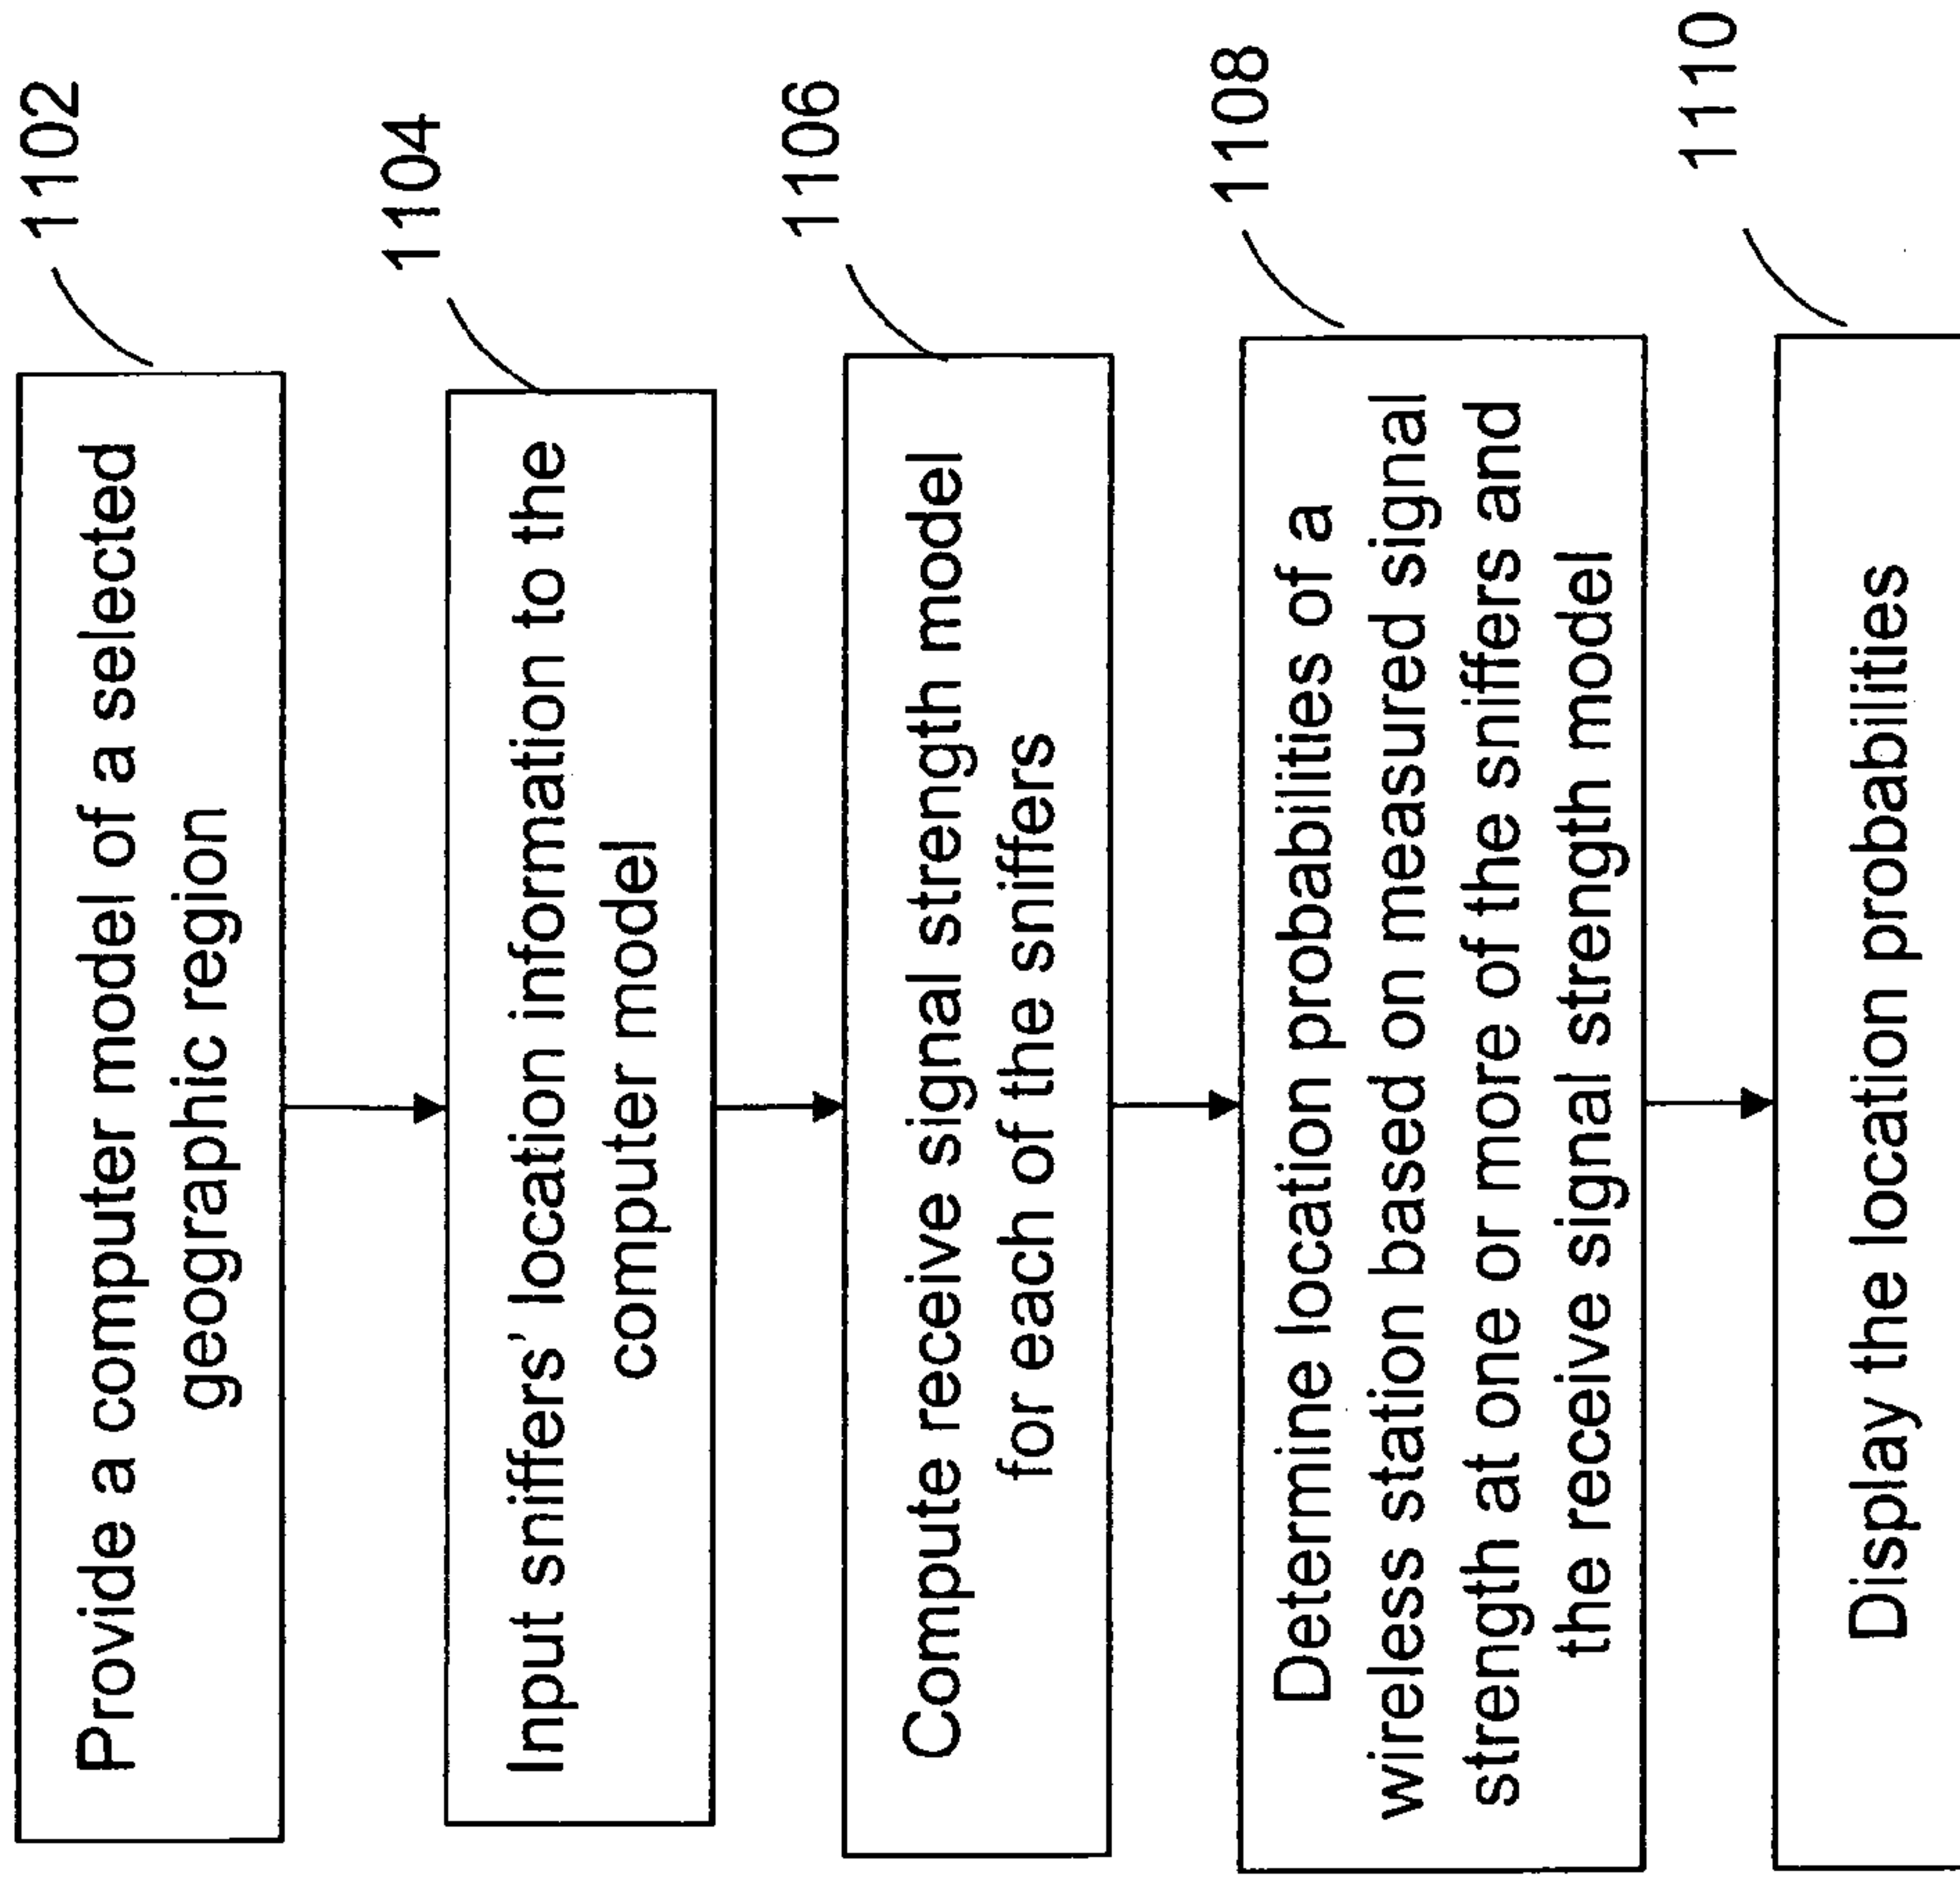 1102
Provide a computer model of a selected
geographic region
1104
Input sniffers' location information to the
computer model
1106
Compute receive signal strength model
for each of the sniffers
1108
Determine location probabilities of a
wireless station based on measured signal
strength at one or more of the sniffers and
the receive signal strength model
1110
Display the location probabilities